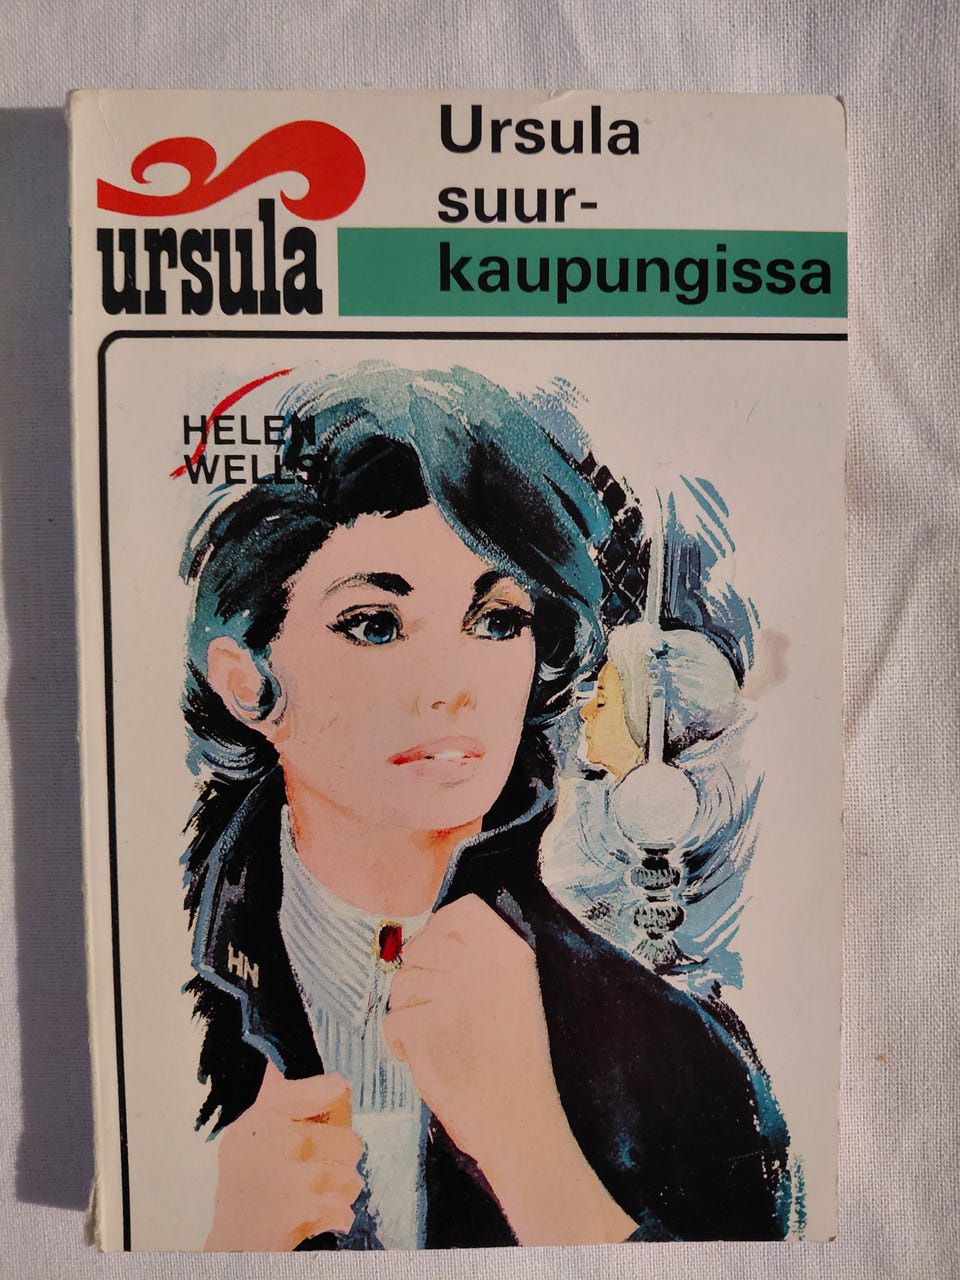 ursula
Ursula
suur-
kaupungissa
HELEN
WELLS
HN